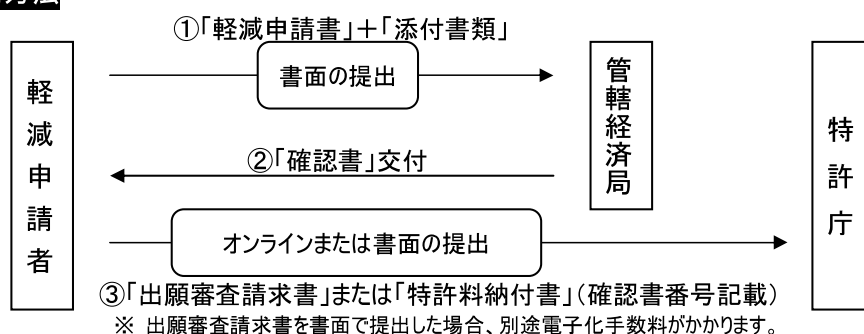 方法
①「軽減申請書」＋「添付書類」
書面の提出
軽減申請者
管轄経済局
特許庁
②「確認書」交付
オンラインまたは書面の提出
③「出願審査請求書」または「特許料納付書」（確認書番号記載）
※ 出願審査請求書を書面で提出した場合、別途電子化手数料がかかります。